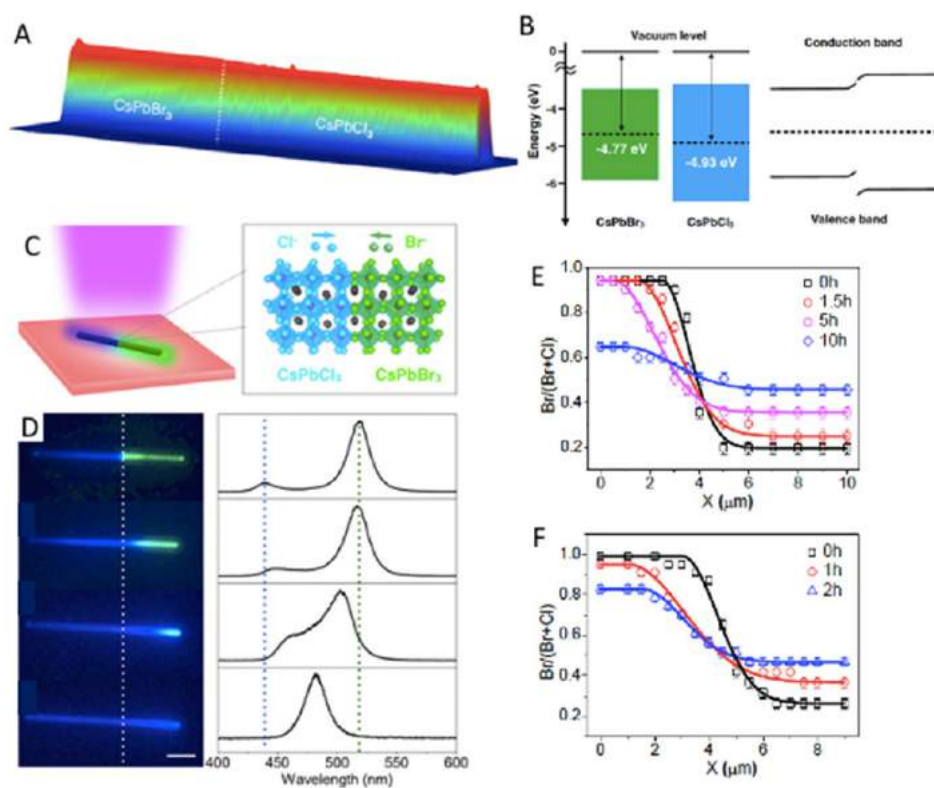 A
CsPbBr₃
CsPbCl₃
B
Vacuum level
Conduction band
0
-4
-5
-6
Energy (eV)
-4.77 eV
-4.93 eV
CsPbBr₃
CsPbCl₃
Valence band
C
Cl⁻
Br⁻
CsPbCl₃
CsPbBr₃
D
400 450 500 550 600
Wavelength (nm)
E
1.0
0.8
0.6
0.4
0.2
Br/(Br+Cl)
0h
1.5h
5h
10h
0 2 4 6 8 10
X (μm)
F
1.0
0.8
0.6
0.4
0.2
Br/(Br+Cl)
0h
1h
2h
0 2 4 6 8
X (μm)